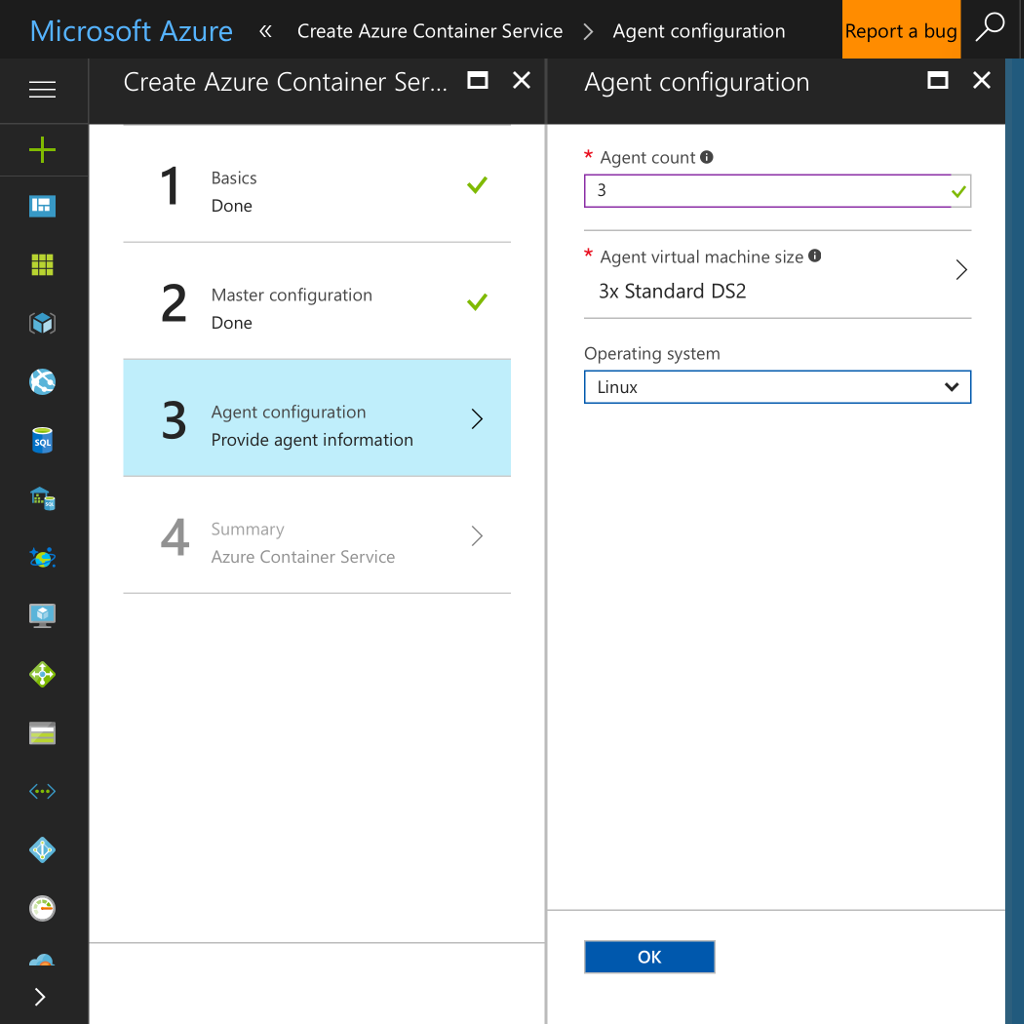 Microsoft Azure « Create Azure Container Service > Agent configuration Report a bug
Create Azure Container Ser...
1
Basics
Done
2
Master configuration
Done
3
Agent configuration
Provide agent information
4
Summary
Azure Container Service
Agent configuration
* Agent count
3
* Agent virtual machine size
3x Standard DS2
Operating system
Linux
OK
SQL